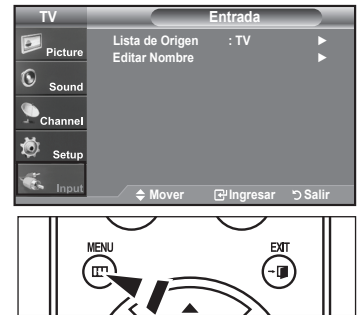 TV Entrada
Picture
Sound
Channel
Setup
Input
Lista de Origen : TV
Editar Nombre
Mover Ingresar Salir
MENU EXIT